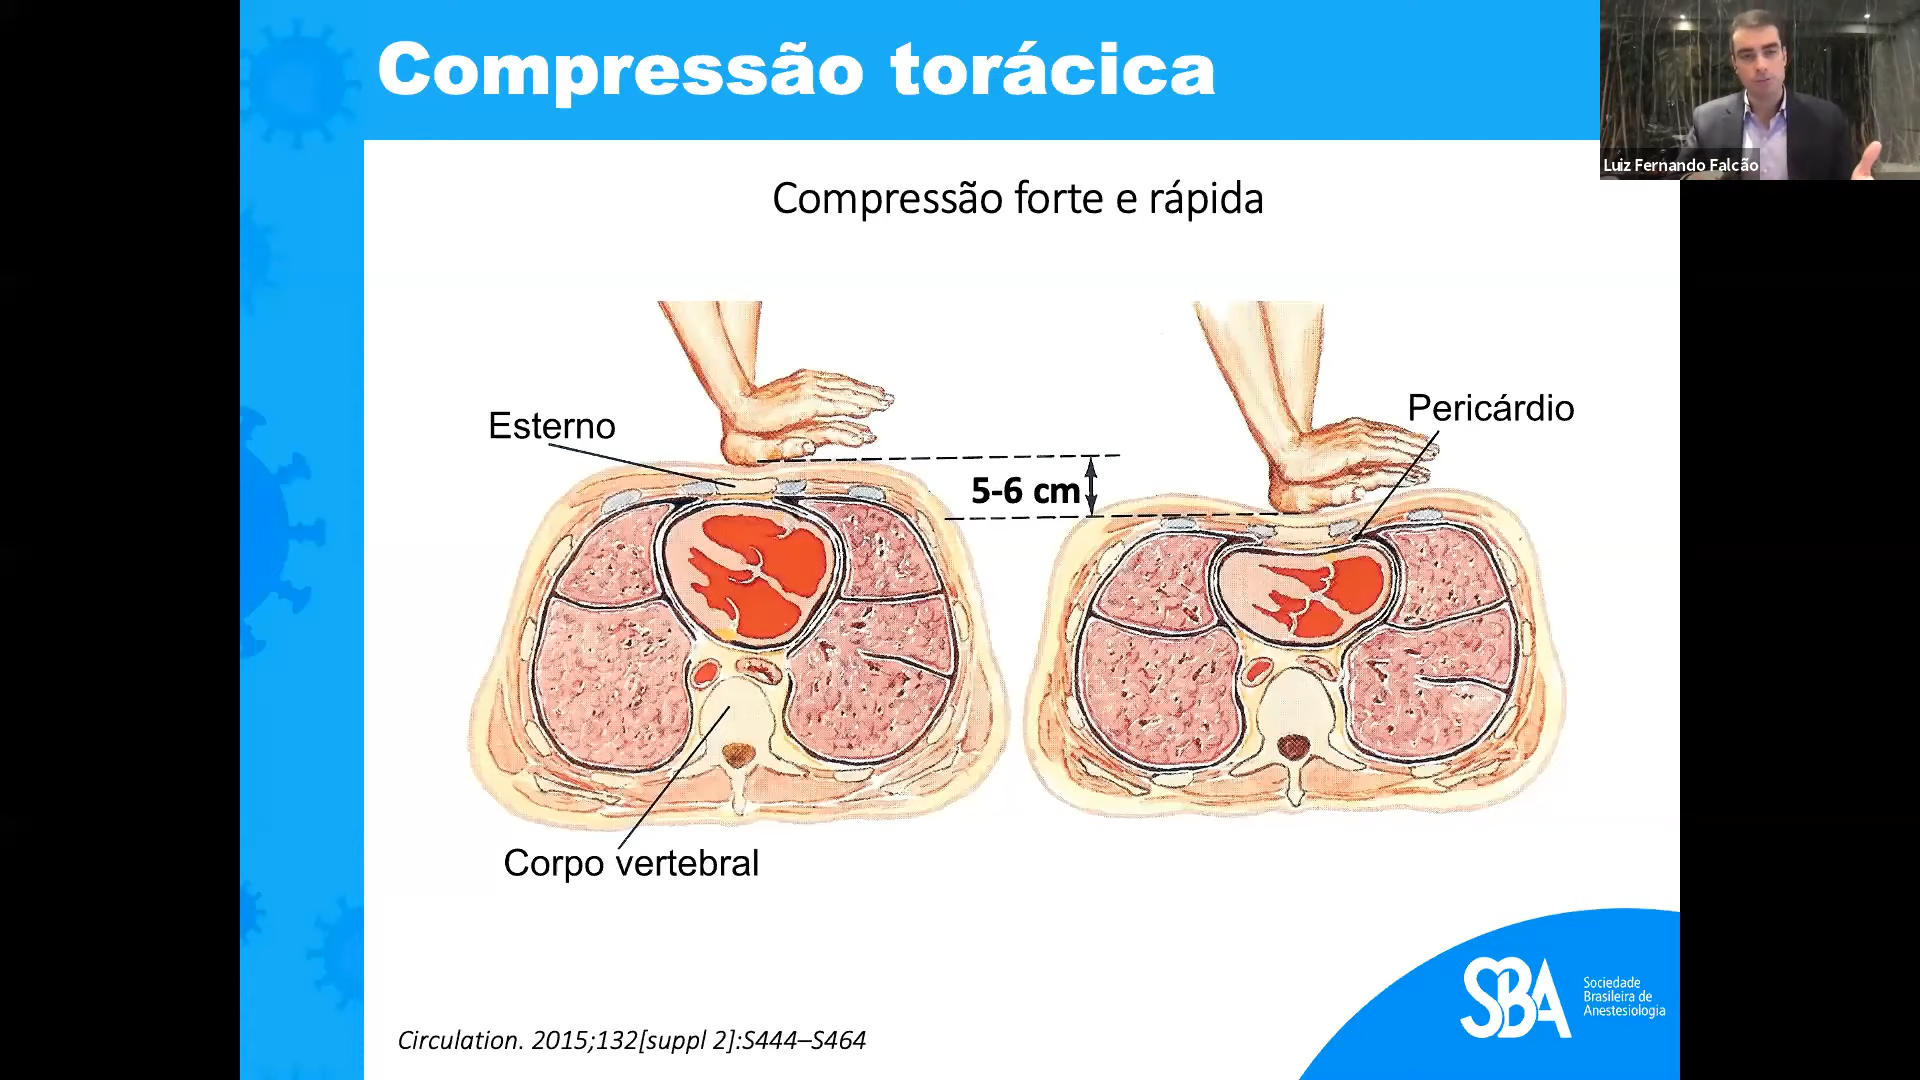 Compressão torácica
Luiz Fernando Falcão
Compressão forte e rápida
Esterno
Pericárdio
5-6 cm
Corpo vertebral
SBA
Sociedade
Brasileira de
Anestesiologia
Circulation. 2015;132[suppl 2]:S444–S464